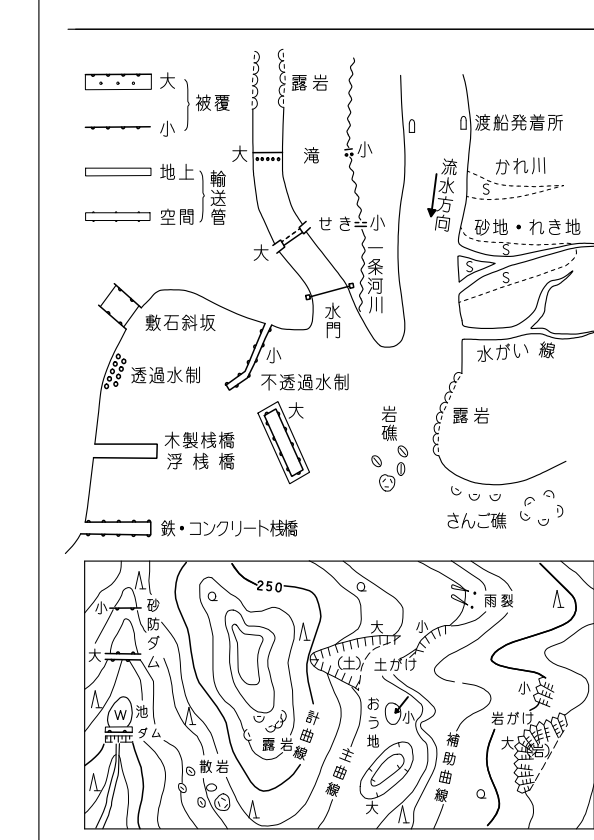 大
小
被覆
地上
空間
輸送管
露岩
大
滝
小
せき
小
大
一条河川
水門
渡船発着所
流水方向
かれ川
S
砂地・れき地
S
S
S
水がい線
敷石斜坂
透過水制
小
不透過水制
大
岩礁
露岩
木製桟橋
浮桟橋
鉄・コンクリート桟橋
さんご礁
250
小
砂防ダム
大
W
池
ダム
Q
Q
雨裂
大
小
(土)
土がけ
小
岩がけ
大
(岩)
おう地
小
大
露岩
計曲線
主曲線
補助曲線
散岩
Q